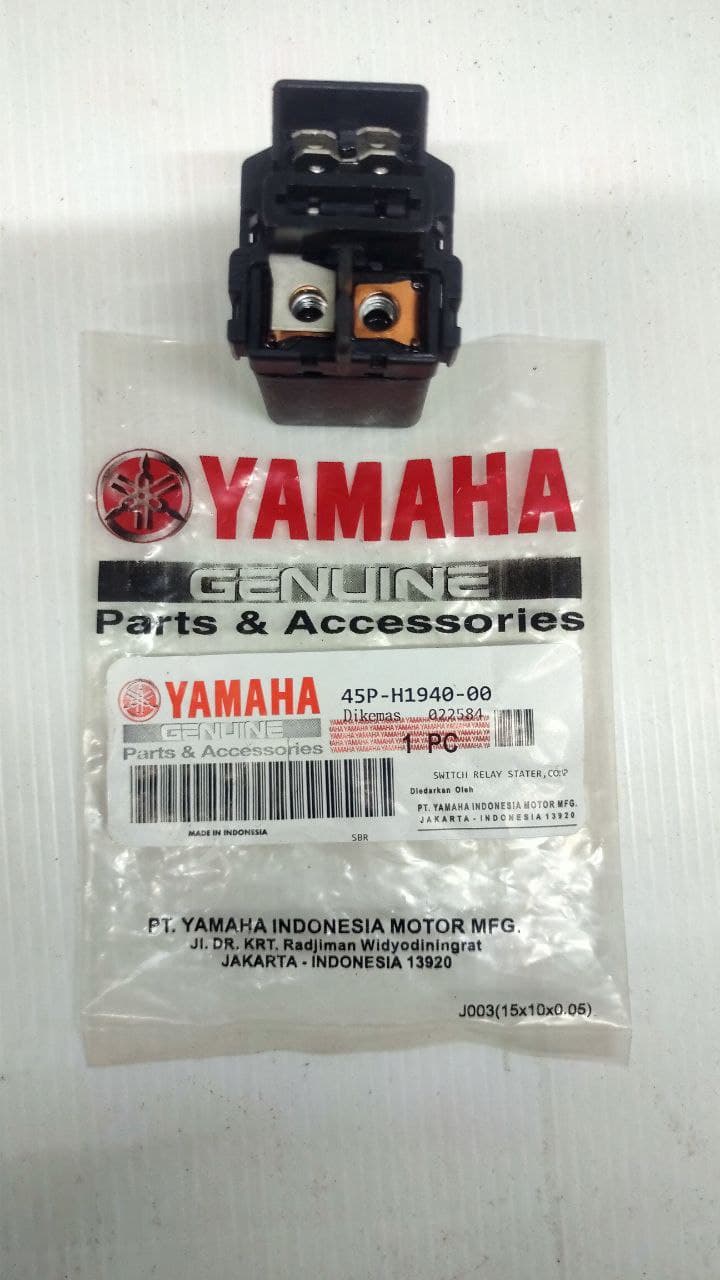 YAMAHA
GENUINE
Parts & Accessories
YAMAHA 45P-H1940-00
GENUINE Dikemas 022584
Parts & Accessories 1 PC
SWITCH RELAY STATER,COMP
Diedarkan Oleh
PT. YAMAHA INDONESIA MOTOR MFG.
JAKARTA - INDONESIA 13920
MADE IN INDONESIA
SBR
PT. YAMAHA INDONESIA MOTOR MFG.
Jl. DR. KRT. Radjiman Widyodiningrat
JAKARTA - INDONESIA 13920
J003(15x10x0.05)